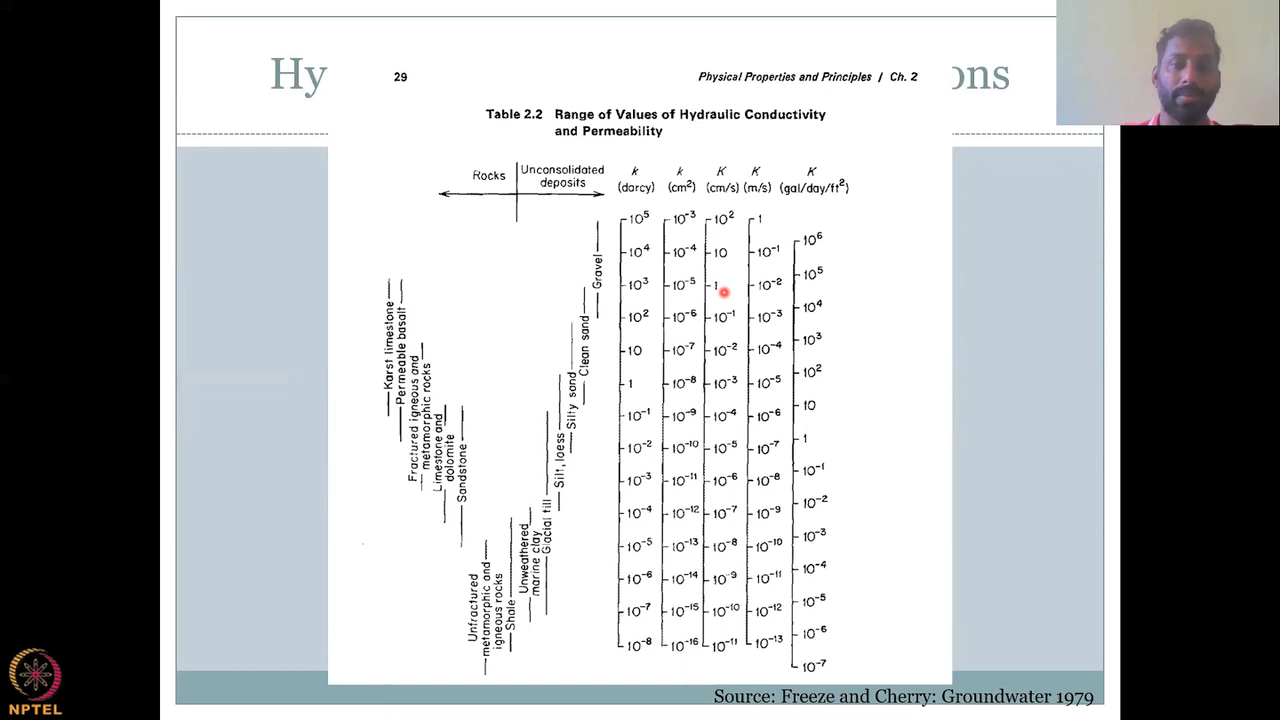 Hy
ons
29
Physical Properties and Principles / Ch. 2
Table 2.2 Range of Values of Hydraulic Conductivity
and Permeability
Rocks
Unconsolidated
deposits
k
(darcy)
k
(cm²)
K
(cm/s)
K
(m/s)
K
(gal/day/ft²)
Karst limestone
Permeable basalt
Fractured igneous and
metamorphic rocks
Limestone and
dolomite
Sandstone
Unfractured
metamorphic and
igneous rocks
Shale
Unweathered
marine clay
Glacial till
Silt, loess
Silty sand
Clean sand
Gravel
10⁵ 10⁻³ 10² 1
10⁶
10⁴ 10⁻⁴ 10 10⁻¹
10⁵
10³ 10⁻⁵ 1 10⁻²
10⁴
10² 10⁻⁶ 10⁻¹ 10⁻³
10³
10 10⁻⁷ 10⁻² 10⁻⁴
10²
1 10⁻⁸ 10⁻³ 10⁻⁵
10
10⁻¹ 10⁻⁹ 10⁻⁴ 10⁻⁶
1
10⁻² 10⁻¹⁰ 10⁻⁵ 10⁻⁷
10⁻¹
10⁻³ 10⁻¹¹ 10⁻⁶ 10⁻⁸
10⁻²
10⁻⁴ 10⁻¹² 10⁻⁷ 10⁻⁹
10⁻³
10⁻⁵ 10⁻¹³ 10⁻⁸ 10⁻¹⁰
10⁻⁴
10⁻⁶ 10⁻¹⁴ 10⁻⁹ 10⁻¹¹
10⁻⁵
10⁻⁷ 10⁻¹⁵ 10⁻¹⁰ 10⁻¹²
10⁻⁶
10⁻⁸ 10⁻¹⁶ 10⁻¹¹ 10⁻¹³
10⁻⁷
Source: Freeze and Cherry: Groundwater 1979
NPTEL